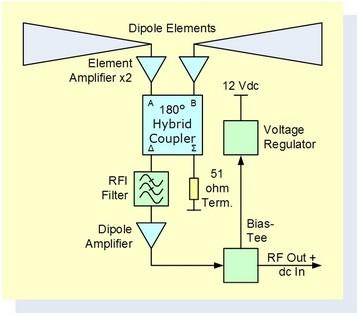 Dipole Elements
Element
Amplifier x2
12 Vdc
A
B
180°
Hybrid
Coupler
Δ
Σ
Voltage
Regulator
RFI
Filter
51
ohm
Term.
Dipole
Amplifier
Bias-
Tee
RF Out +
dc In